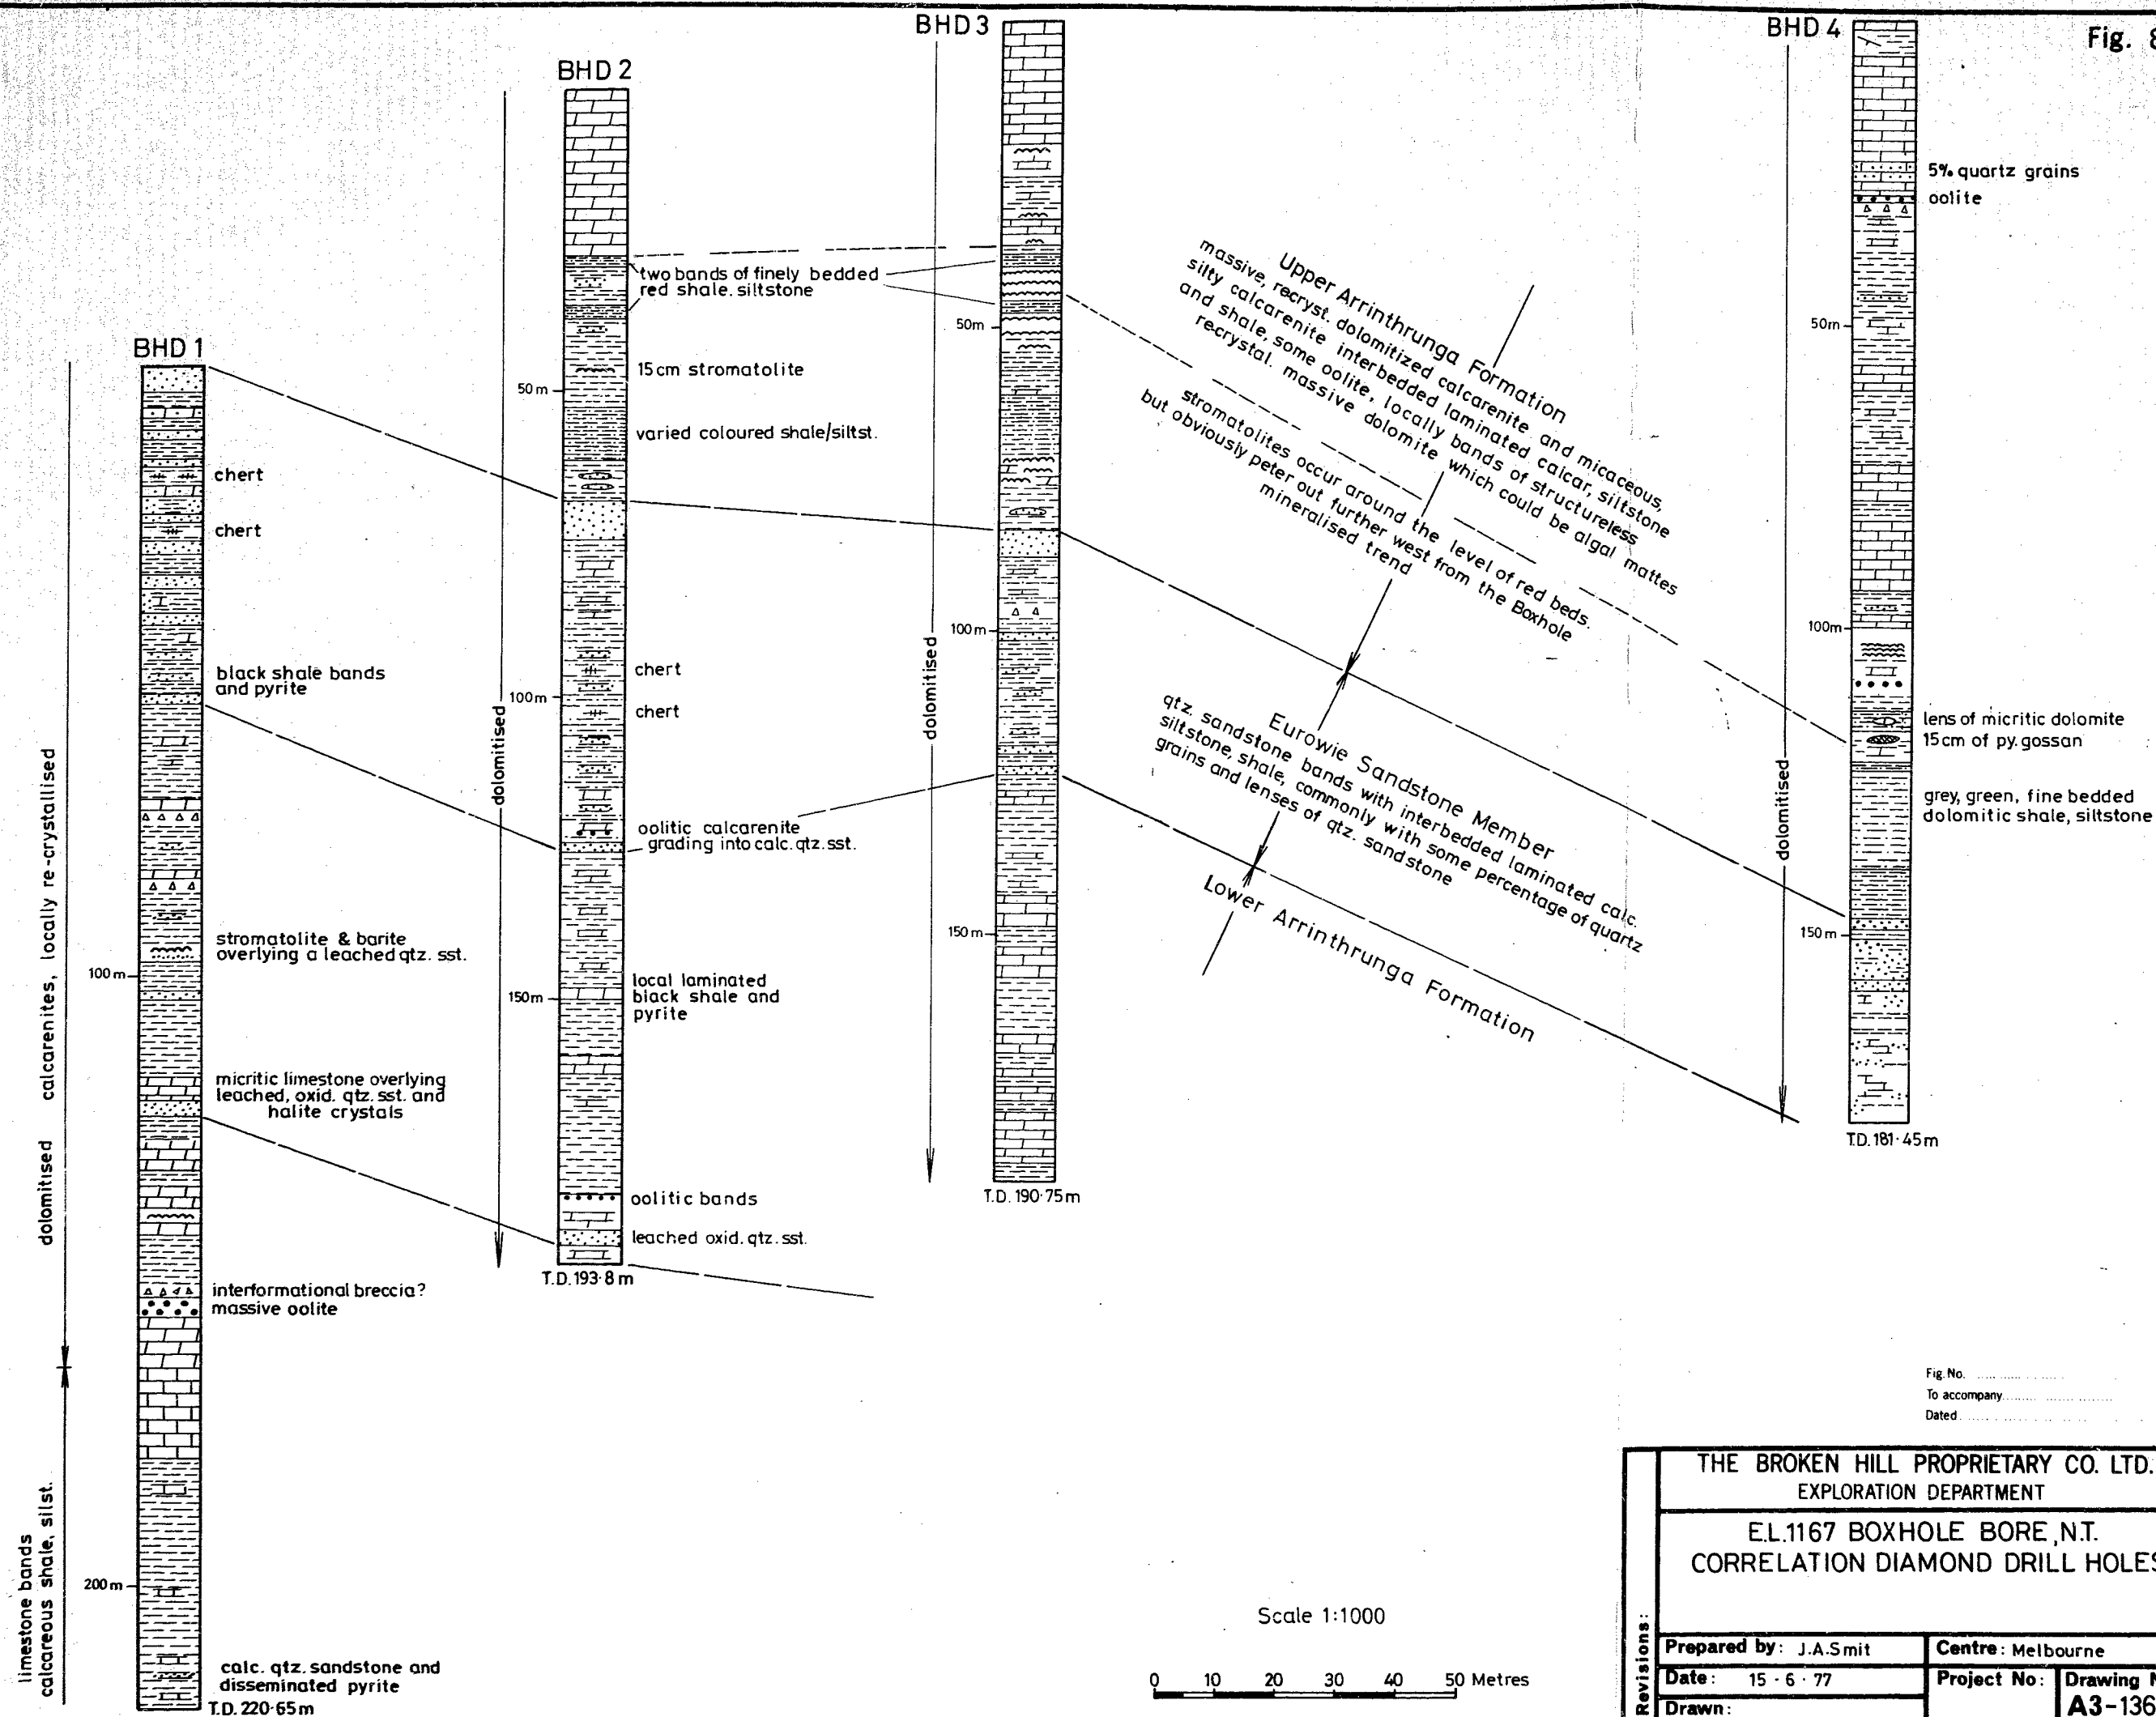 Fig. 8
BHD 1
chert
chert
black shale bands
and pyrite
stromatolite & barite
overlying a leached qtz. sst.
100m
micritic limestone overlying
leached, oxid. qtz. sst. and
halite crystals
interformational breccia?
massive oolite
200m
calc. qtz. sandstone and
disseminated pyrite
T.D. 220·65m
dolomitised calcarenites, locally re-crystallised
limestone bands
calcareous shale, silst.
BHD 2
two bands of finely bedded
red shale. siltstone
15cm stromatolite
50m
varied coloured shale/siltst.
chert
100m
chert
dolomitised
oolitic calcarenite
grading into calc. qtz. sst.
local laminated
black shale and
pyrite
150m
oolitic bands
leached oxid. qtz. sst.
T.D. 193·8 m
BHD 3
50m
100m
dolomitised
150m
T.D. 190·75m
Upper Arrinthrunga Formation
massive, recryst. dolomitized calcarenite and micaceous,
silty calcarenite interbedded laminated calcar, siltstone
and shale, some oolite, locally bands of structureless
recrystal. massive dolomite which could be algal mattes
stromatolites occur around the level of red beds.
but obviously peter out further west from the Boxhole
mineralised trend
Eurowie Sandstone Member
qtz. sandstone bands with interbedded laminated calc.
siltstone, shale, commonly with some percentage of quartz
grains and lenses of qtz. sandstone
Lower Arrinthrunga Formation
BHD 4
5% quartz grains
oolite
50m
100m
lens of micritic dolomite
15cm of py. gossan
grey, green, fine bedded
dolomitic shale, siltstone
dolomitised
150m
T.D. 181·45m
Scale 1:1000
0 10 20 30 40 50 Metres
Fig. No.
To accompany
Dated
THE BROKEN HILL PROPRIETARY CO. LTD.
EXPLORATION DEPARTMENT
E.L.1167 BOXHOLE BORE, N.T.
CORRELATION DIAMOND DRILL HOLES
Revisions:
Prepared by: J.A.Smit
Centre: Melbourne
Date: 15 · 6 · 77
Project No:
Drawing N
Drawn:
A3-136